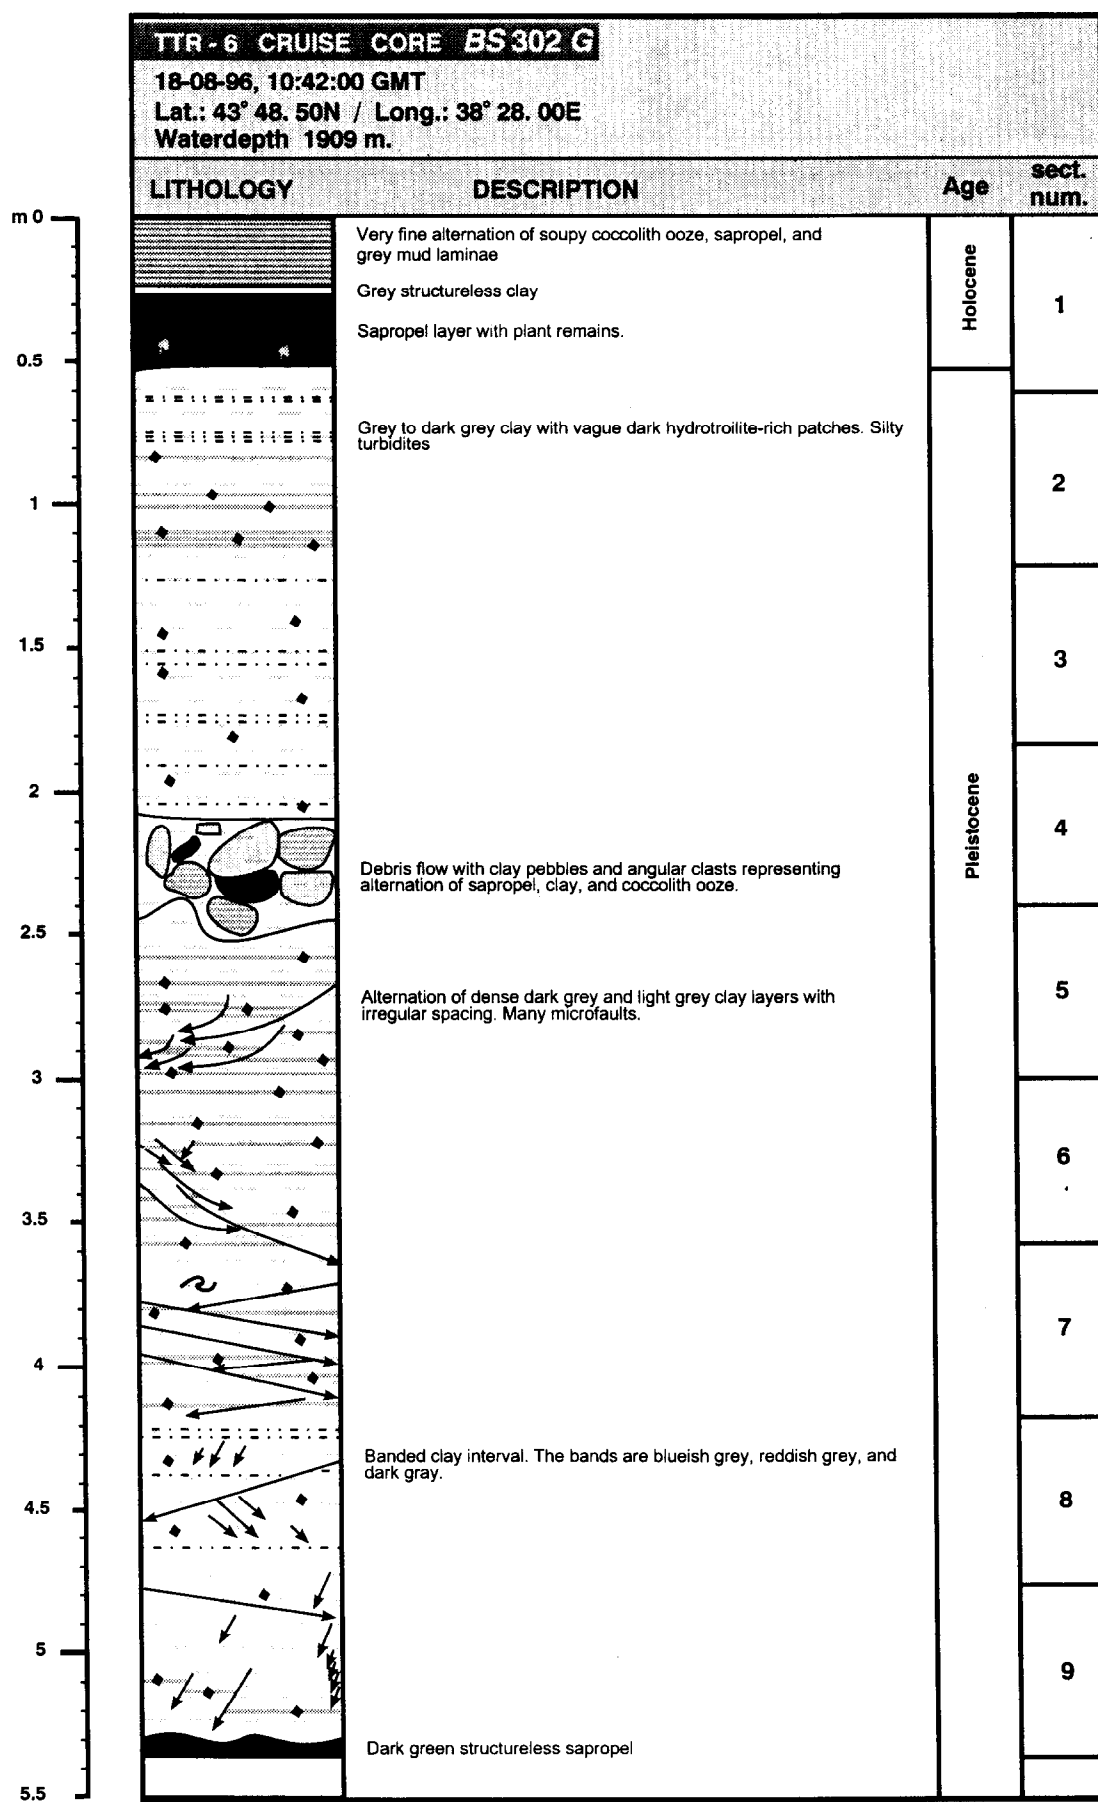 TTR-6 CRUISE CORE BS 302 G
18-08-96, 10:42:00 GMT
Lat.: 43° 48. 50N / Long.: 38° 28. 00E
Waterdepth 1909 m.
LITHOLOGY DESCRIPTION Age sect. num.
m 0
Very fine alternation of soupy coccolith ooze, sapropel, and
grey mud laminae
Grey structureless clay
Sapropel layer with plant remains.
Holocene
1
0.5
Grey to dark grey clay with vague dark hydrotroilite-rich patches. Silty
turbidites
2
1
1.5
3
2
Pleistocene
4
Debris flow with clay pebbles and angular clasts representing
alternation of sapropel, clay, and coccolith ooze.
2.5
Alternation of dense dark grey and light grey clay layers with
irregular spacing. Many microfaults.
5
3
6
3.5
7
4
Banded clay interval. The bands are blueish grey, reddish grey, and
dark gray.
8
4.5
5
9
Dark green structureless sapropel
5.5